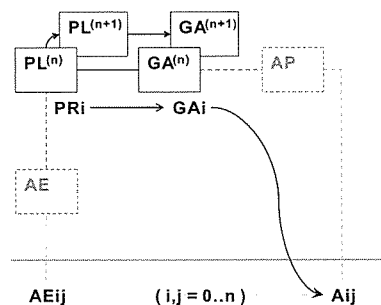 PL(n+1) GA(n+1)
PL(n) GA(n) AP
PRi GAi
AE
AEij ( i,j = 0..n ) Aij